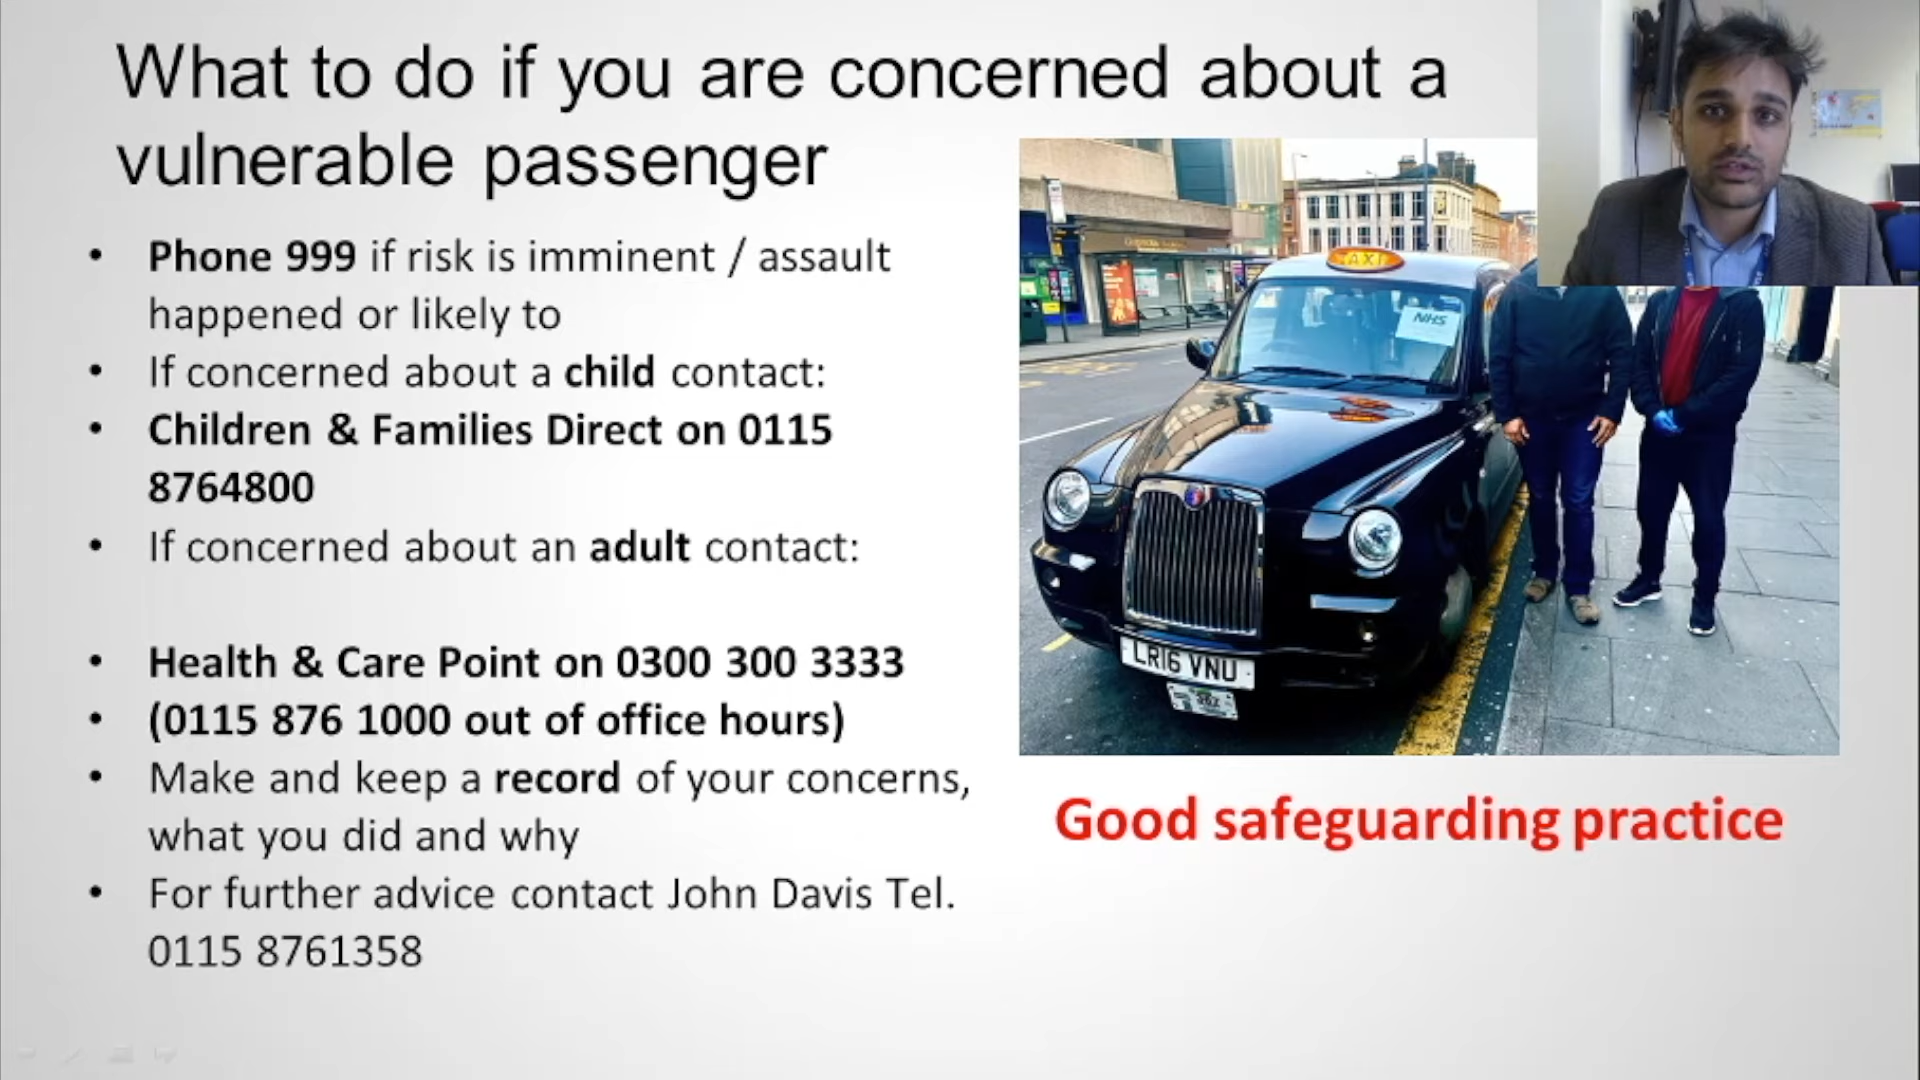 What to do if you are concerned about a
vulnerable passenger
• Phone 999 if risk is imminent / assault
happened or likely to
• If concerned about a child contact:
• Children & Families Direct on 0115
8764800
• If concerned about an adult contact:
• Health & Care Point on 0300 300 3333
• (0115 876 1000 out of office hours)
• Make and keep a record of your concerns,
what you did and why
• For further advice contact John Davis Tel.
0115 8761358
TAXI
NHS
LR16 VNU
Good safeguarding practice